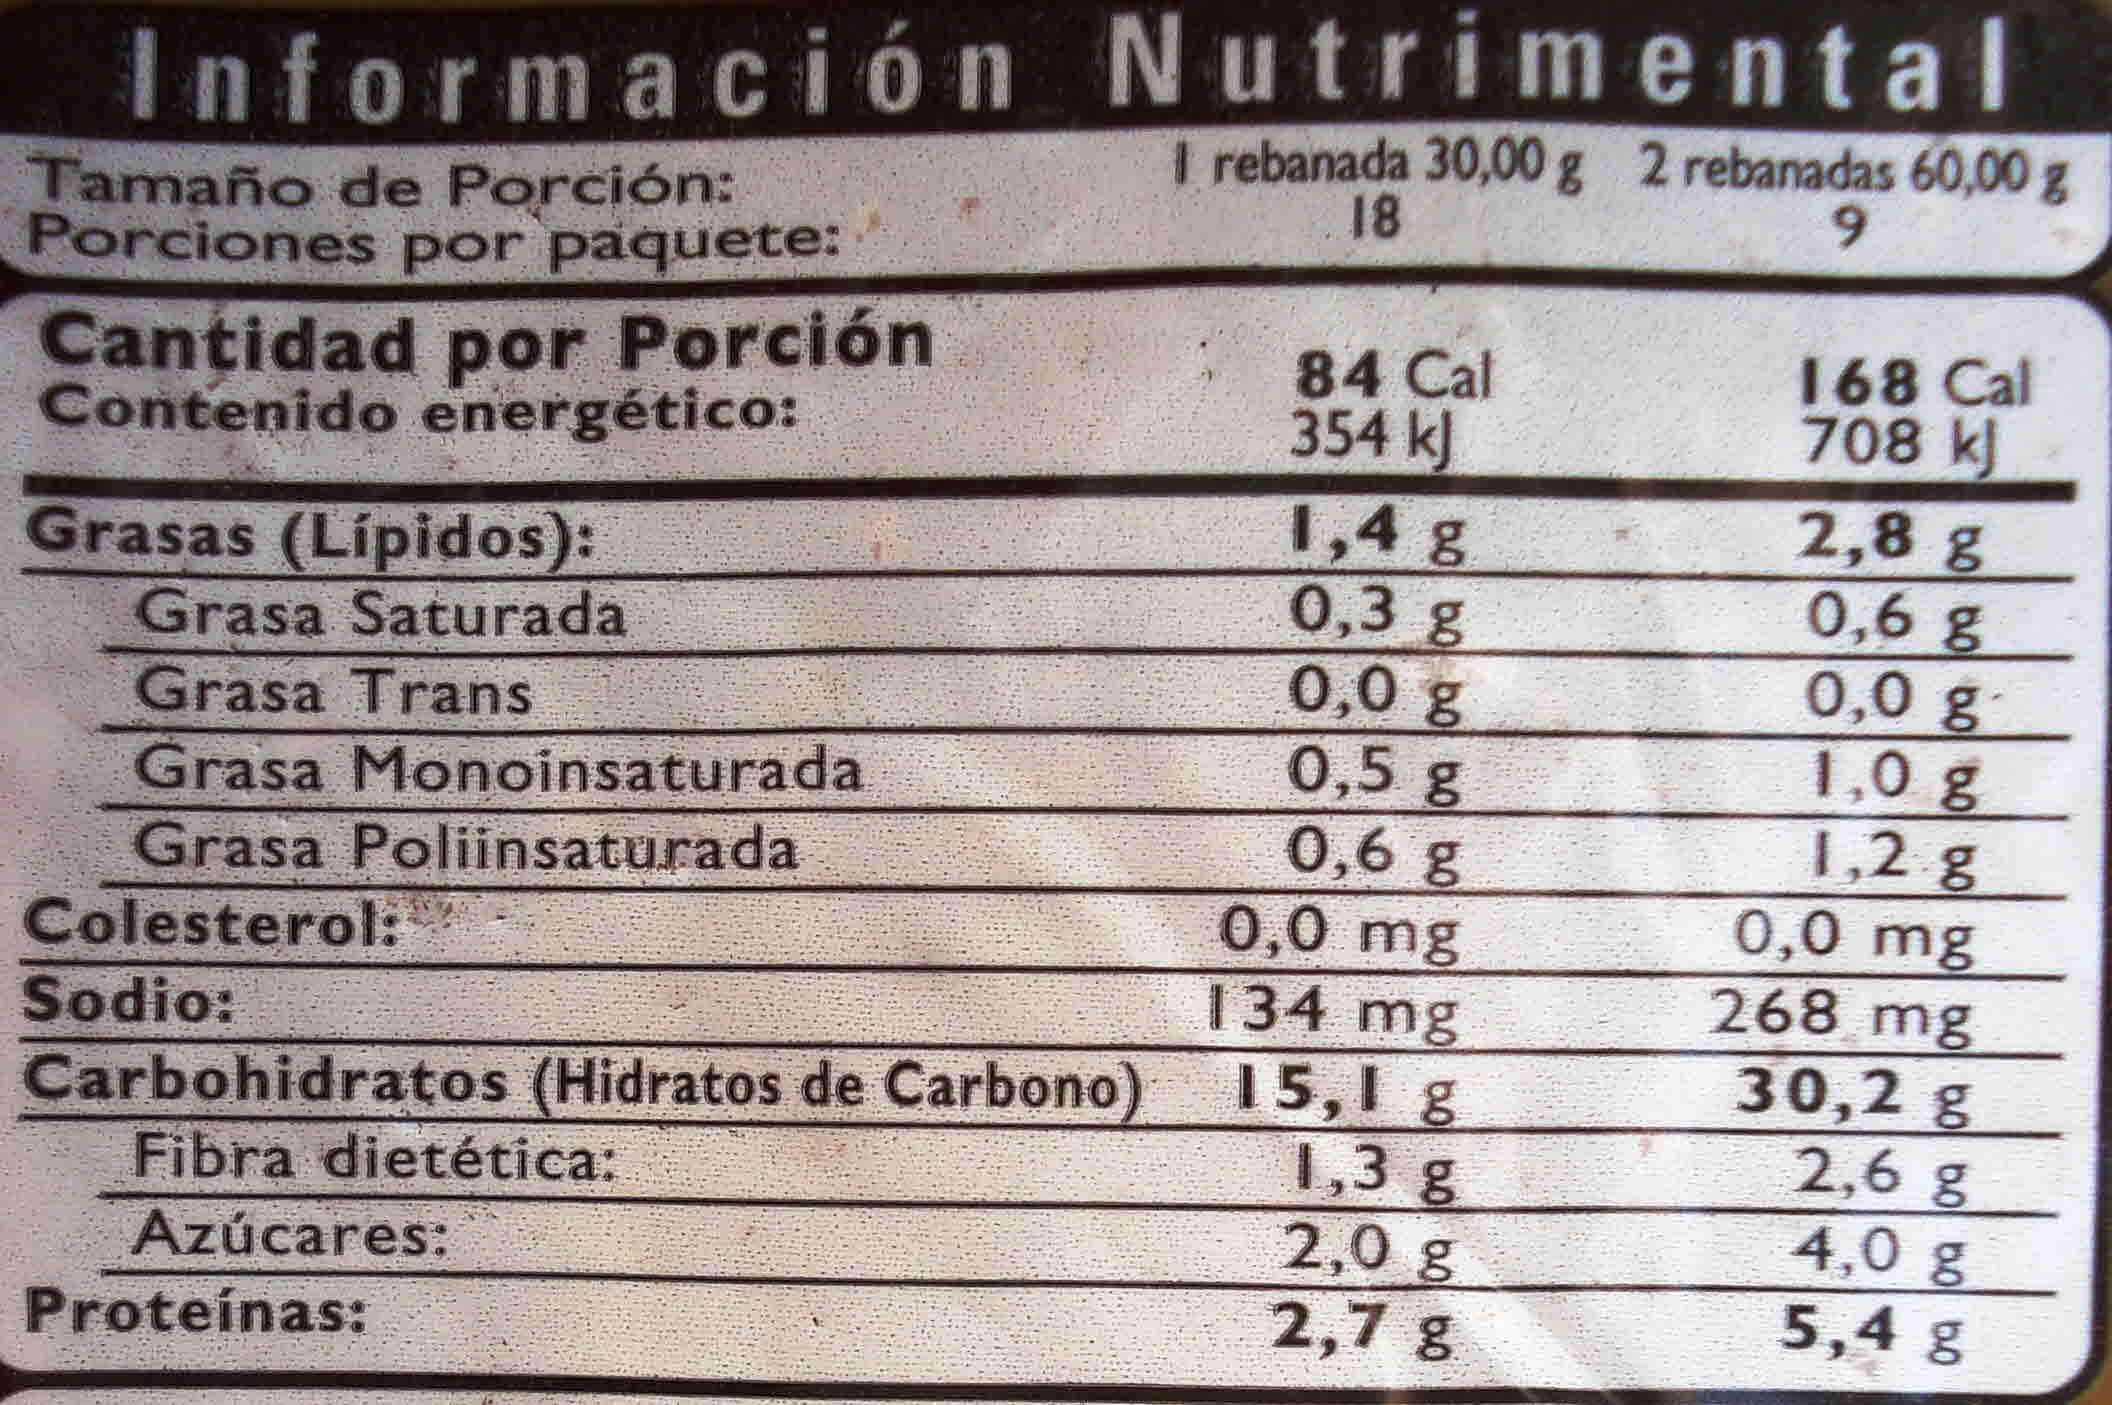 Información Nutrimental
Tamaño de Porción: 1 rebanada 30,00 g 2 rebanadas 60,00 g
Porciones por paquete: 18 9
Cantidad por Porción
Contenido energético: 84 Cal 168 Cal
354 kJ 708 kJ
Grasas (Lípidos): 1,4 g 2,8 g
Grasa Saturada 0,3 g 0,6 g
Grasa Trans 0,0 g 0,0 g
Grasa Monoinsaturada 0,5 g 1,0 g
Grasa Poliinsaturada 0,6 g 1,2 g
Colesterol: 0,0 mg 0,0 mg
Sodio: 134 mg 268 mg
Carbohidratos (Hidratos de Carbono) 15,1 g 30,2 g
Fibra dietética: 1,3 g 2,6 g
Azúcares: 2,0 g 4,0 g
Proteínas: 2,7 g 5,4 g